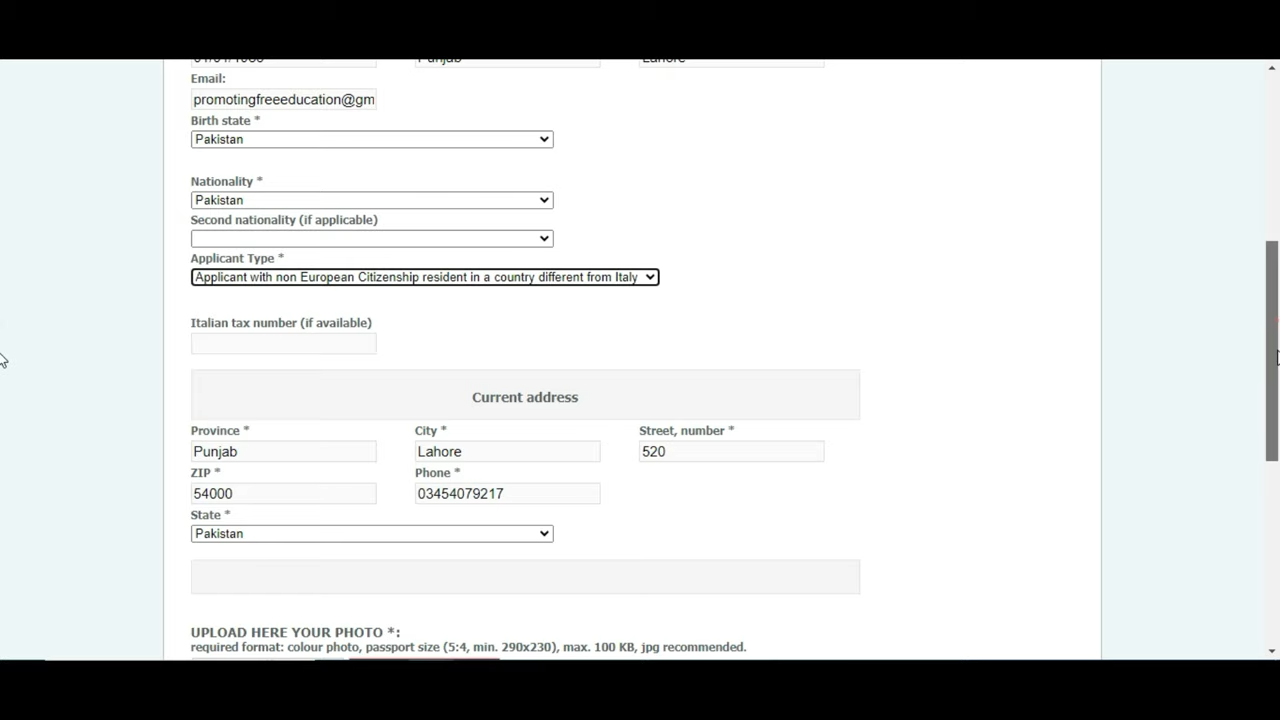 Punjab Lahore
Email:
promotingfreeeducation@gm
Birth state *
Pakistan
Nationality *
Pakistan
Second nationality (if applicable)
Applicant Type *
Applicant with non European Citizenship resident in a country different from Italy
Italian tax number (if available)
Current address
Province * City * Street, number *
Punjab Lahore 520
ZIP * Phone *
54000 03454079217
State *
Pakistan
UPLOAD HERE YOUR PHOTO *:
required format: colour photo, passport size (5:4, min. 290x230), max. 100 KB, jpg recommended.